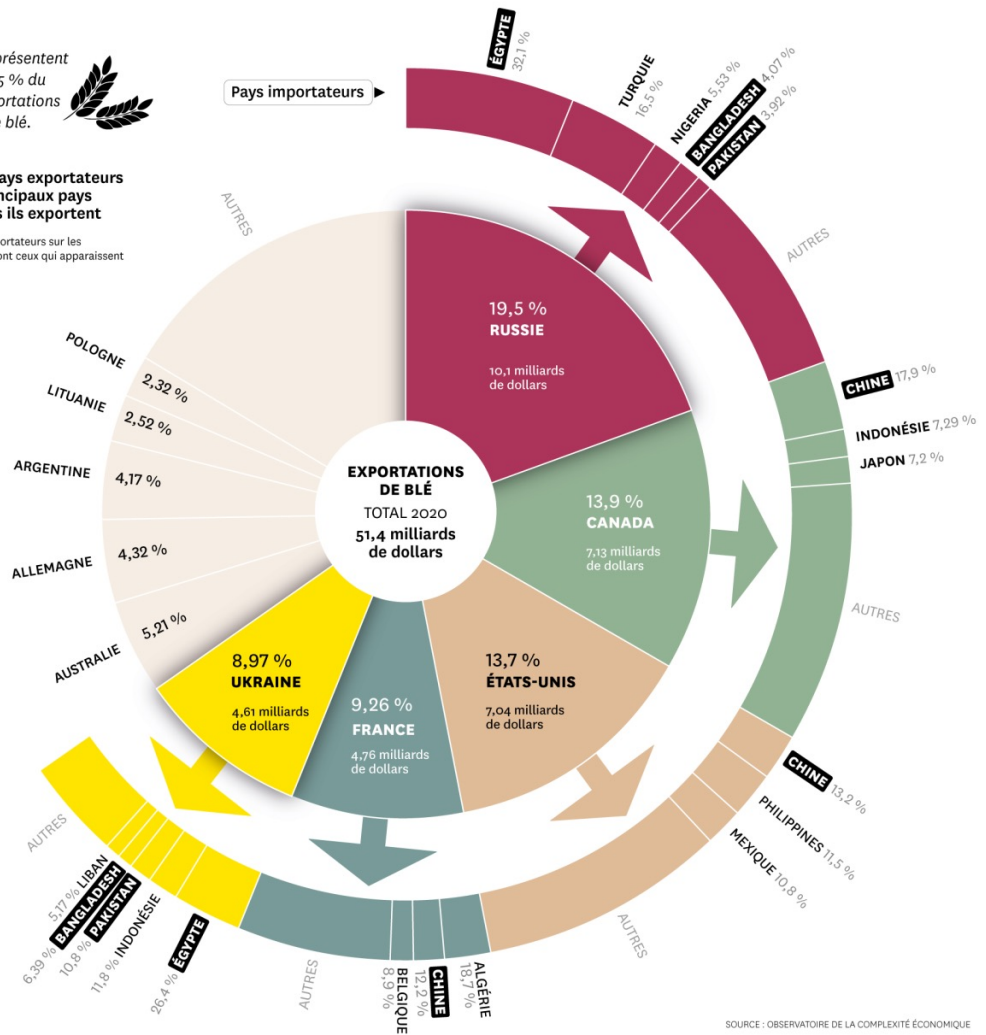 présentent
5 % du
portations
e blé.
Pays importateurs
ays exportateurs
ncipaux pays
s ils exportent
portateurs sur les
ont ceux qui apparaissent
ÉGYPTE
32,1 %
TURQUIE
16,5 %
NIGERIA 5,53 %
BANGLADESH 4,07 %
PAKISTAN 3,92 %
AUTRES
CHINE 17,9 %
INDONÉSIE 7,29 %
JAPON 7,2 %
AUTRES
CHINE 13,2 %
PHILIPPINES 11,5 %
MEXIQUE 10,8 %
AUTRES
ALGÉRIE
18,7 %
CHINE
12,2 %
BELGIQUE
8,9 %
AUTRES
26,4 % ÉGYPTE
11,8 % INDONÉSIE
10,8 % PAKISTAN
6,39 % BANGLADESH
5,17 % LIBAN
AUTRES
19,5 %
RUSSIE
10,1 milliards
de dollars
13,9 %
CANADA
7,13 milliards
de dollars
13,7 %
ÉTATS-UNIS
7,04 milliards
de dollars
9,26 %
FRANCE
4,76 milliards
de dollars
8,97 %
UKRAINE
4,61 milliards
de dollars
AUSTRALIE
5,21 %
ALLEMAGNE
4,32 %
ARGENTINE
4,17 %
LITUANIE
2,52 %
POLOGNE
2,32 %
AUTRES
EXPORTATIONS
DE BLÉ
TOTAL 2020
51,4 milliards
de dollars
SOURCE : OBSERVATOIRE DE LA COMPLEXITÉ ÉCONOMIQUE